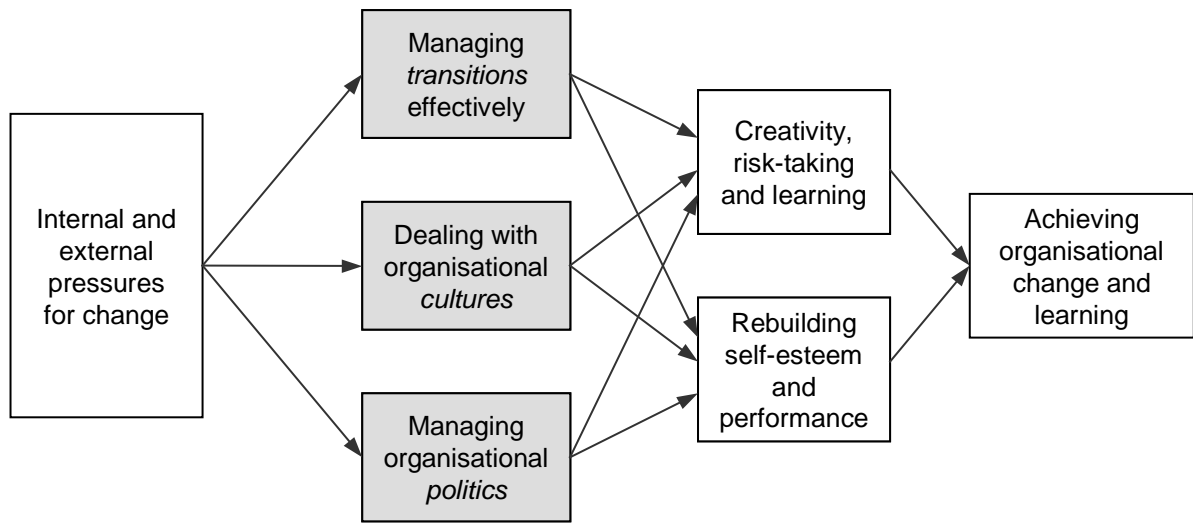 Internal and
external
pressures
for change
Managing
transitions
effectively
Dealing with
organisational
cultures
Managing
organisational
politics
Creativity,
risk-taking
and learning
Rebuilding
self-esteem
and
performance
Achieving
organisational
change and
learning